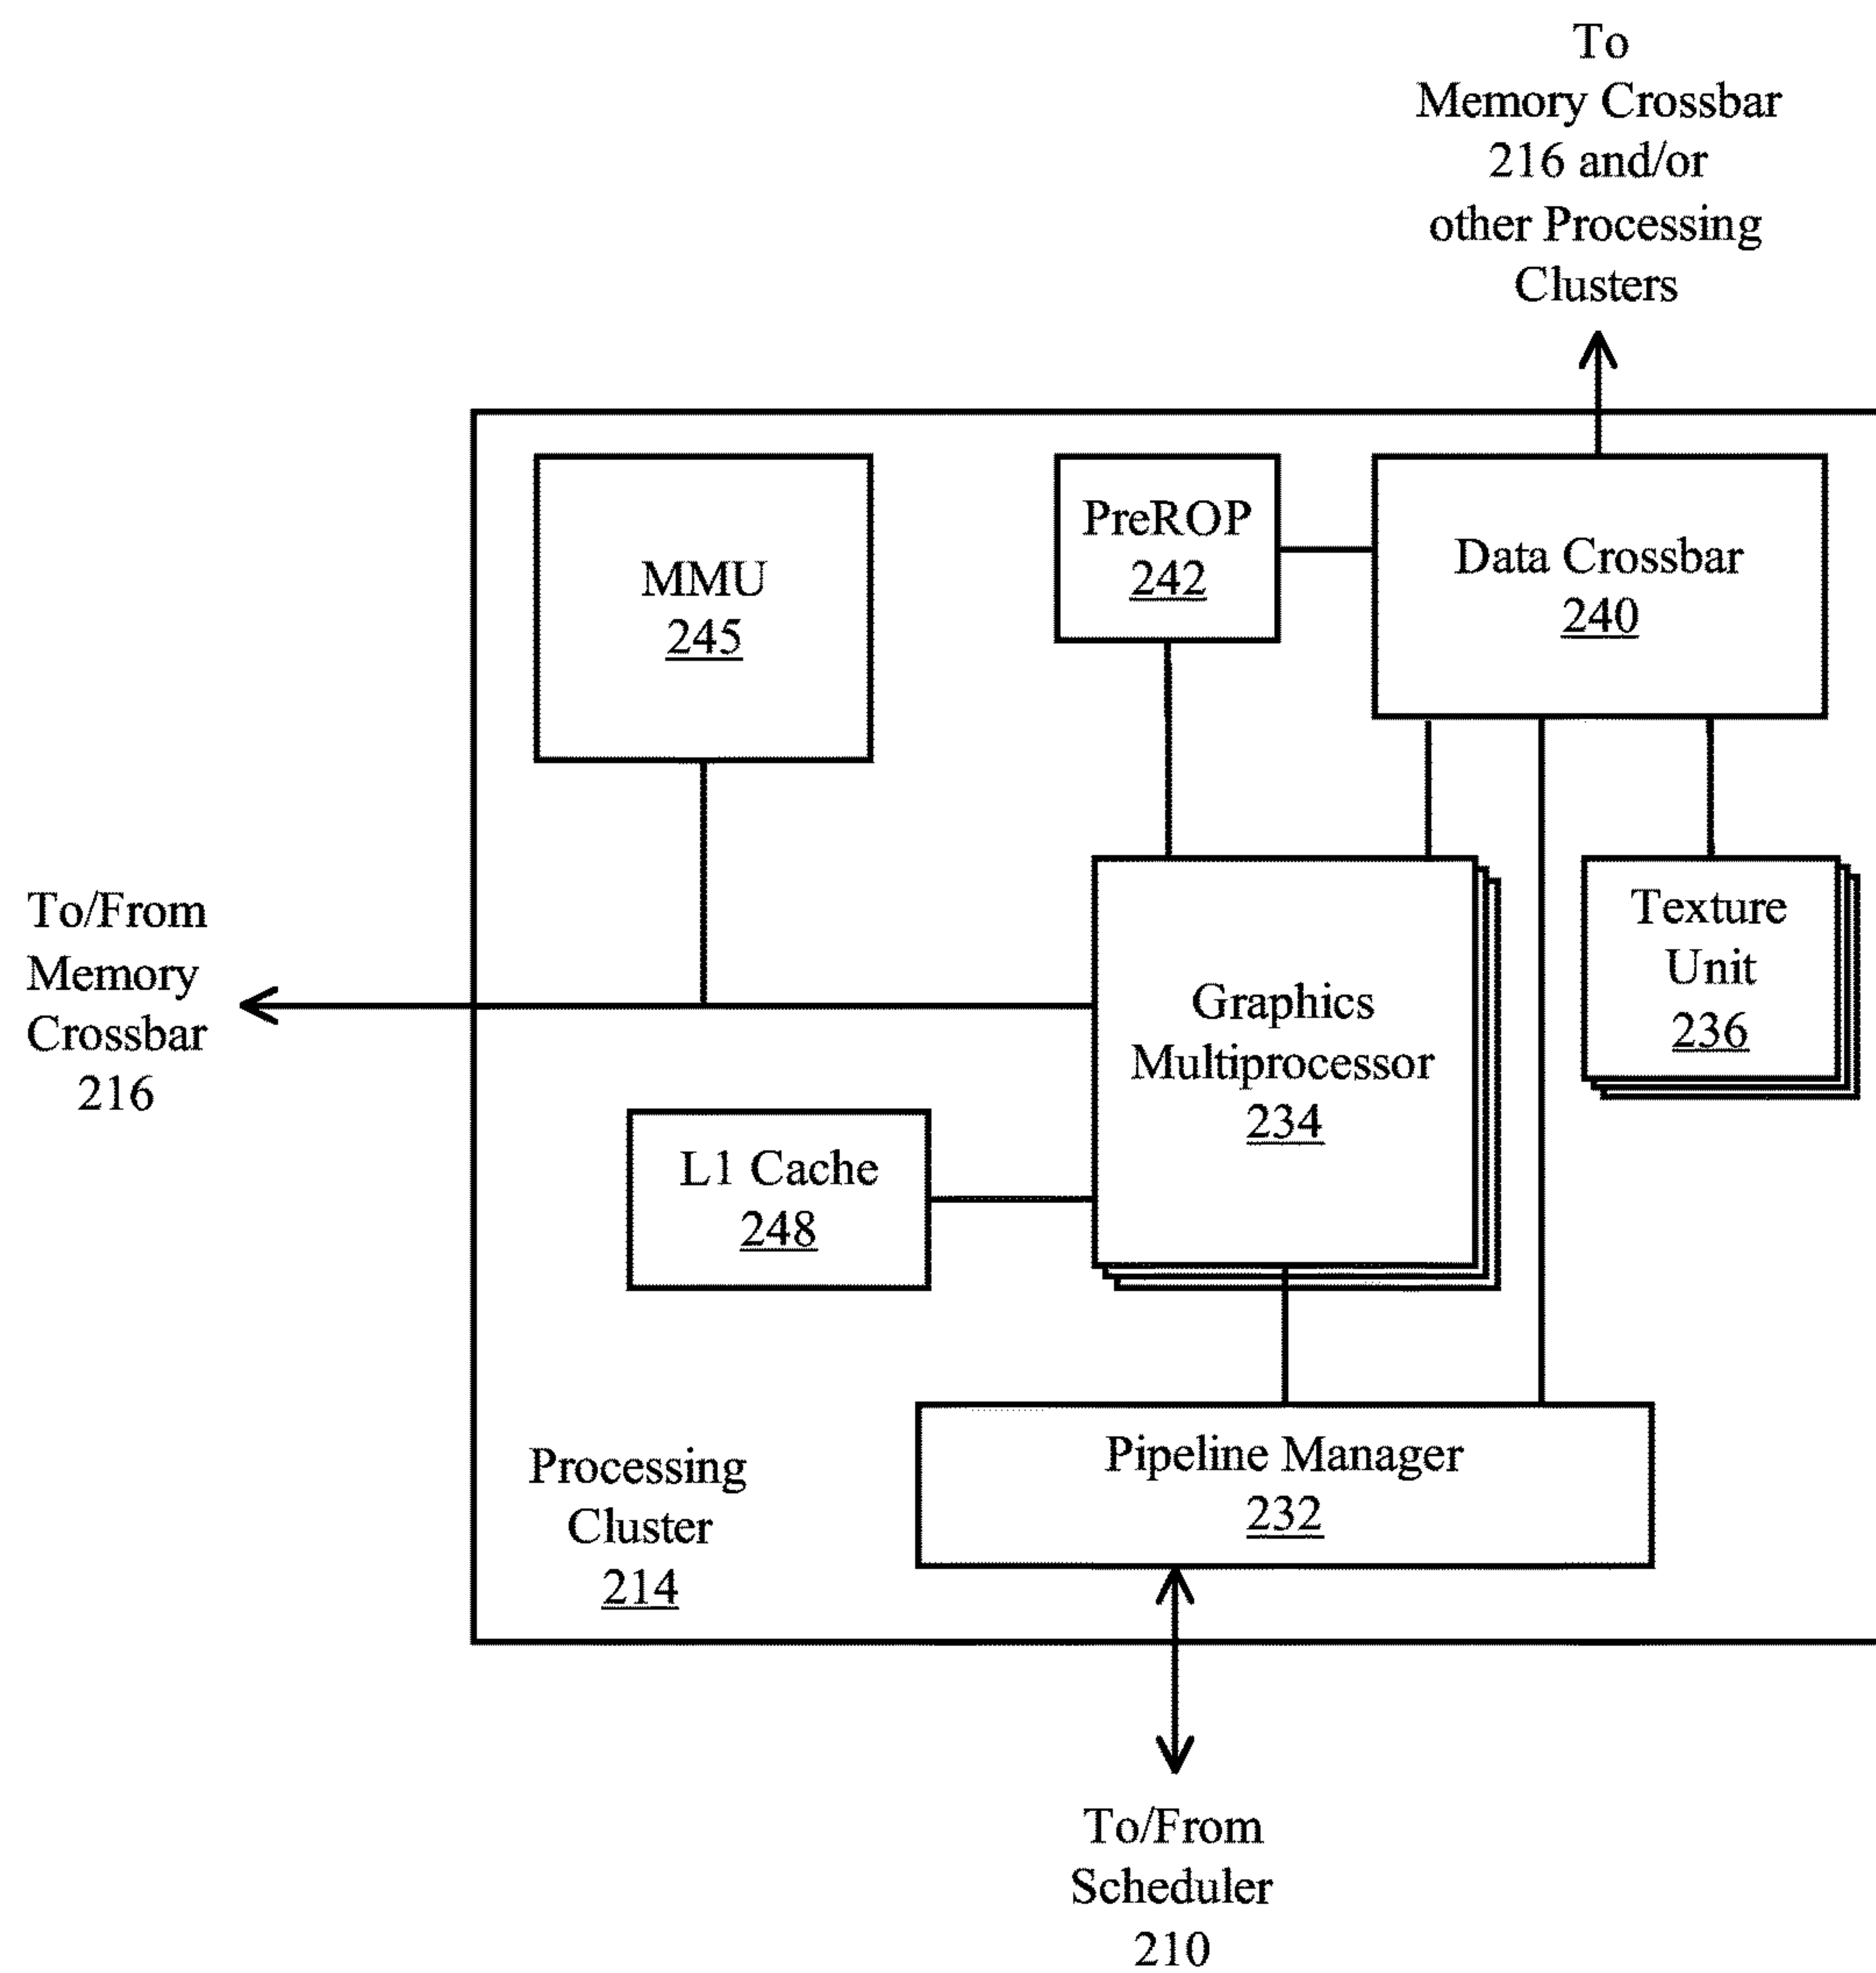 To
Memory Crossbar
216 and/or
other Processing
Clusters
MMU
245
PreROP
242
Data Crossbar
240
To/From
Memory
Crossbar
216
Graphics
Multiprocessor
234
Texture
Unit
236
L1 Cache
248
Pipeline Manager
232
Processing
Cluster
214
To/From
Scheduler
210